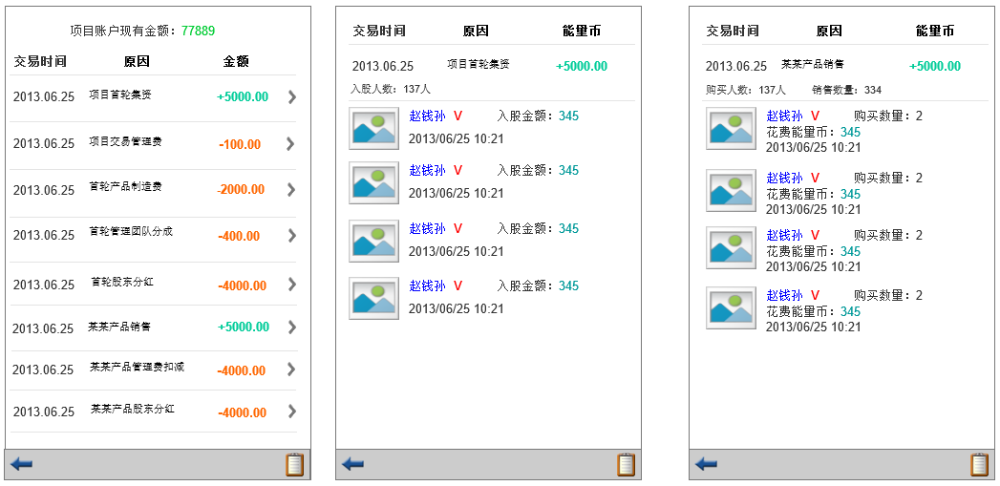 项目账户现有金额：77889
交易时间 原因 金额
2013.06.25 项目首轮集资 +5000.00
2013.06.25 项目交易管理费 -100.00
2013.06.25 首轮产品制造费 -2000.00
2013.06.25 首轮管理团队分成 -400.00
2013.06.25 首轮股东分红 -4000.00
2013.06.25 某某产品销售 +5000.00
2013.06.25 某某产品管理费扣减 -4000.00
2013.06.25 某某产品股东分红 -4000.00
交易时间 原因 能量币
2013.06.25 项目首轮集资 +5000.00
入股人数：137人
赵钱孙 V 入股金额：345
2013/06/25 10:21
赵钱孙 V 入股金额：345
2013/06/25 10:21
赵钱孙 V 入股金额：345
2013/06/25 10:21
赵钱孙 V 入股金额：345
2013/06/25 10:21
交易时间 原因 能量币
2013.06.25 某某产品销售 +5000.00
购买人数：137人 销售数量：334
赵钱孙 V 购买数量：2
花费能量币：345
2013/06/25 10:21
赵钱孙 V 购买数量：2
花费能量币：345
2013/06/25 10:21
赵钱孙 V 购买数量：2
花费能量币：345
2013/06/25 10:21
赵钱孙 V 购买数量：2
花费能量币：345
2013/06/25 10:21